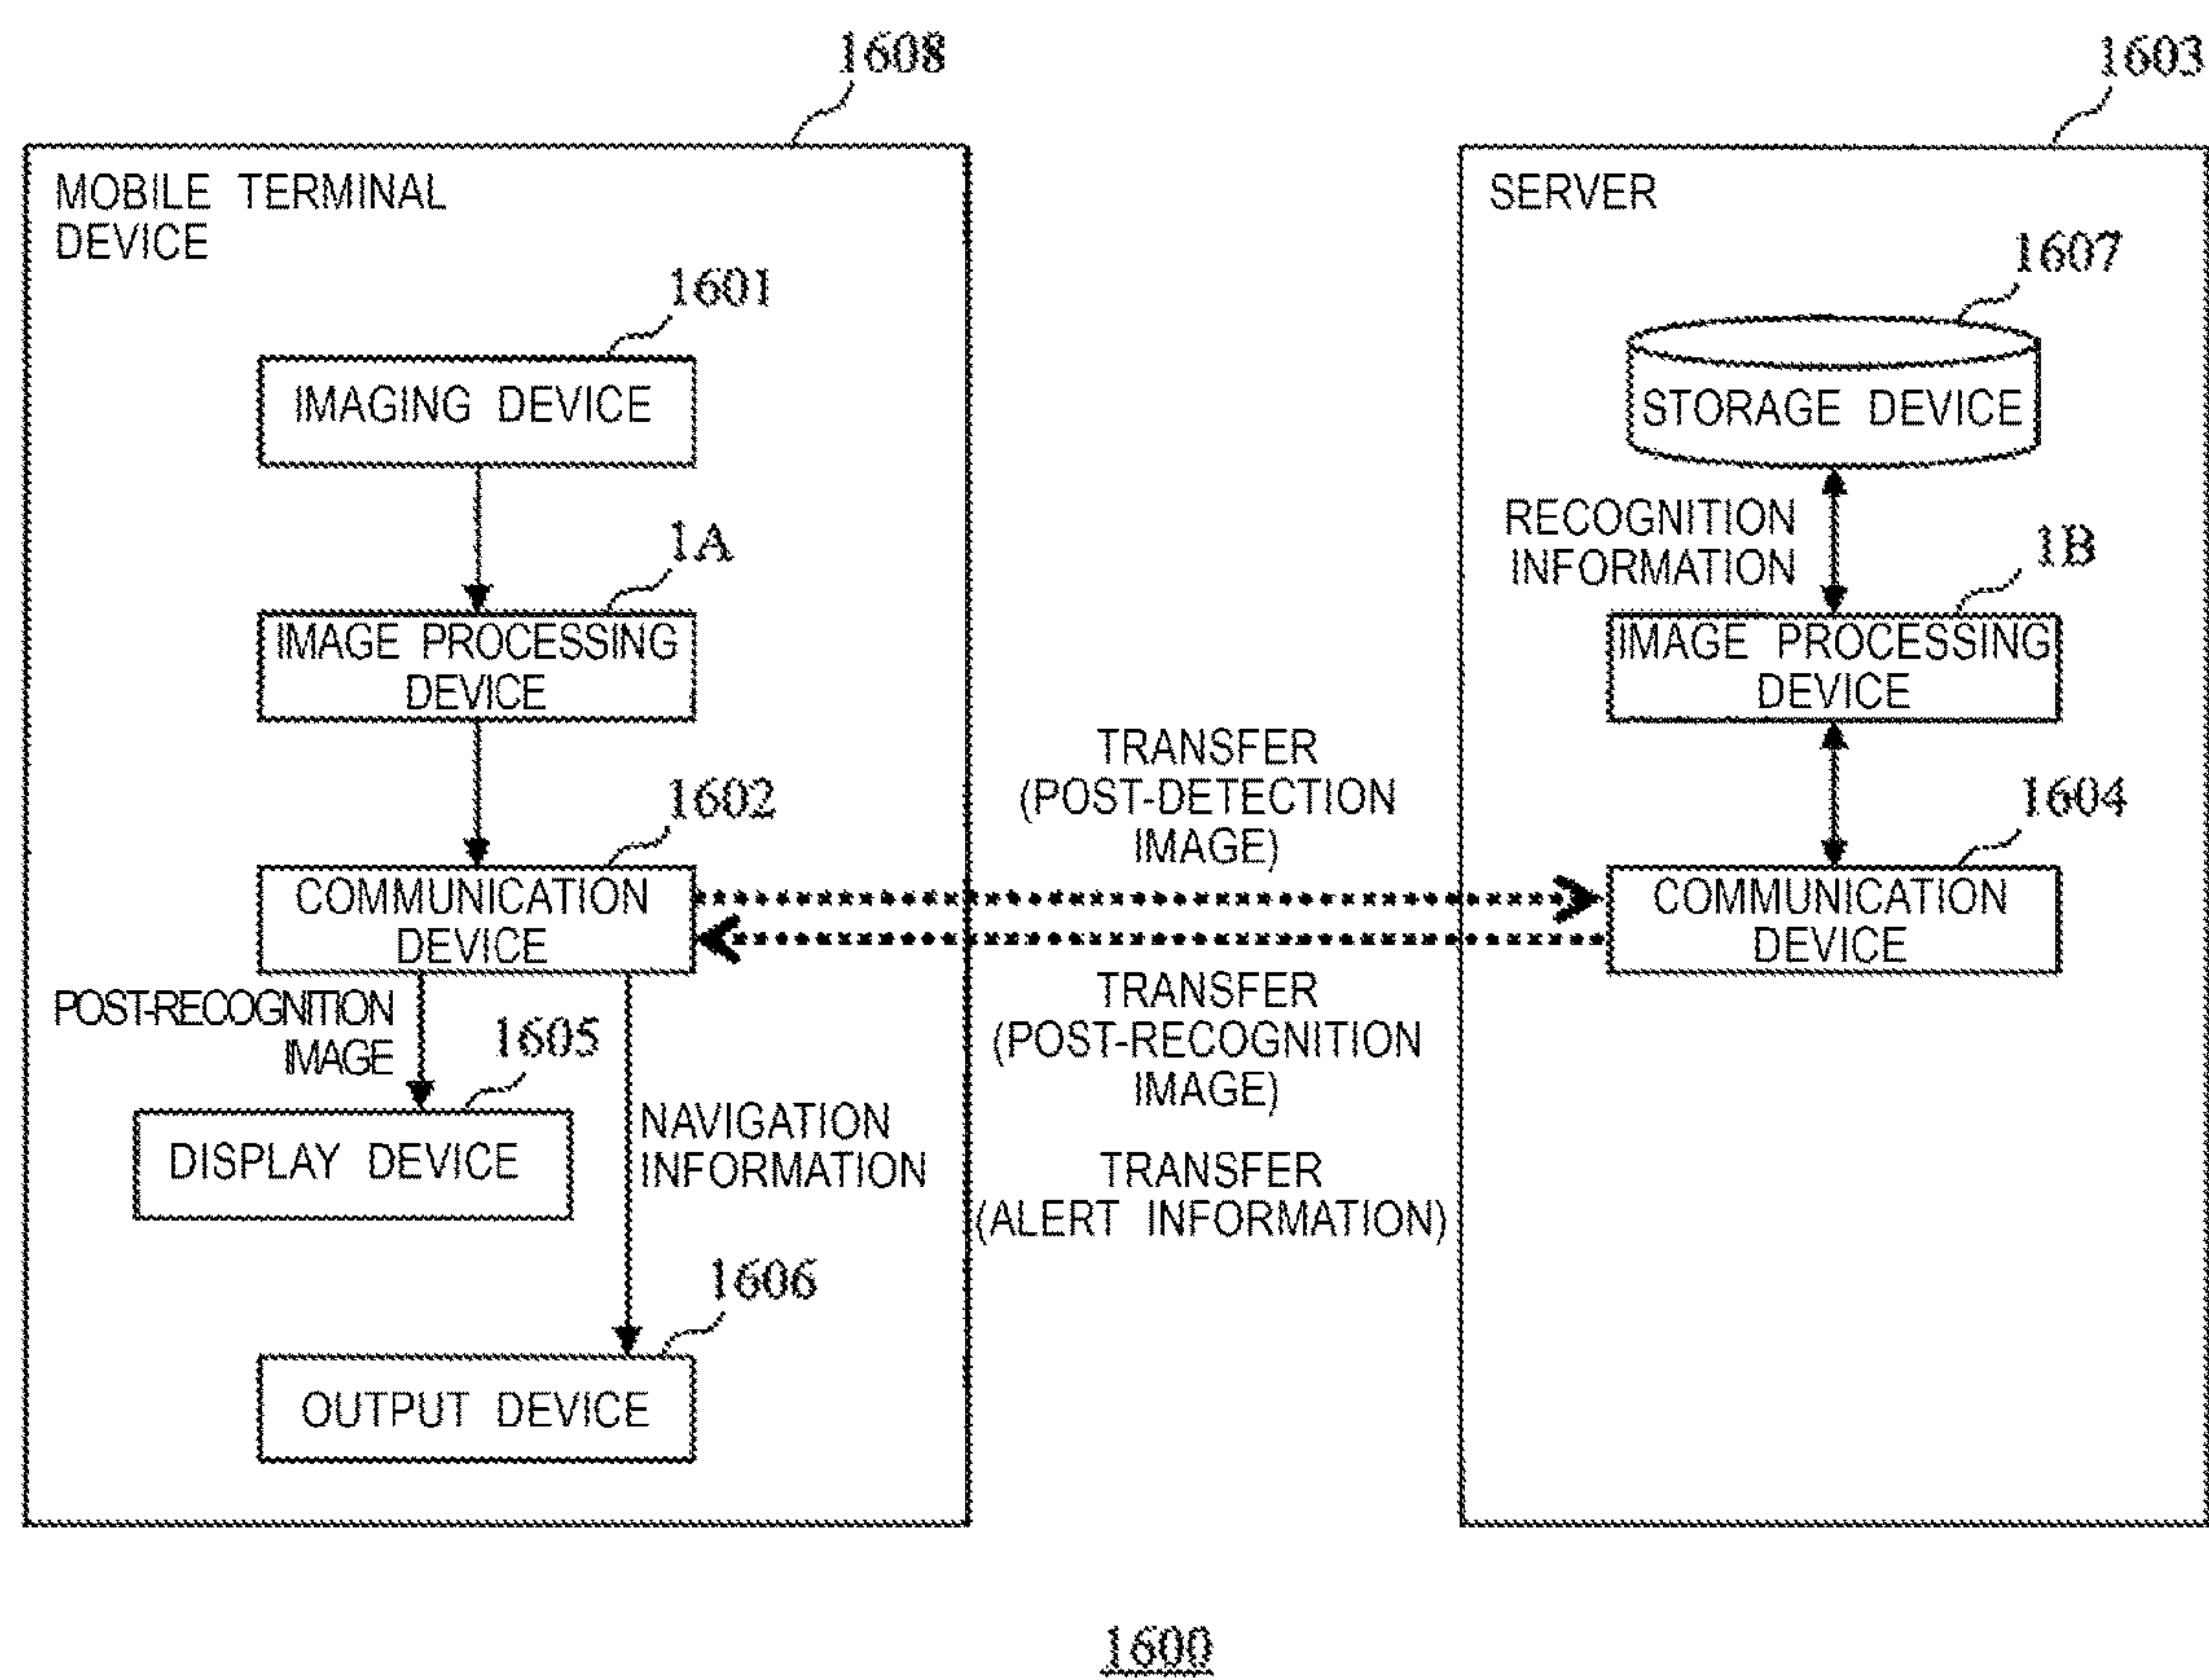 1608
1603
MOBILE TERMINAL
DEVICE
1601
IMAGING DEVICE
1A
IMAGE PROCESSING
DEVICE
1602
COMMUNICATION
DEVICE
POST-RECOGNITION
IMAGE
1605
DISPLAY DEVICE
NAVIGATION
INFORMATION
1606
OUTPUT DEVICE
TRANSFER
(POST-DETECTION
IMAGE)
TRANSFER
(POST-RECOGNITION
IMAGE)
TRANSFER
(ALERT INFORMATION)
SERVER
1607
STORAGE DEVICE
RECOGNITION
INFORMATION
1B
IMAGE PROCESSING
DEVICE
1604
COMMUNICATION
DEVICE
1600